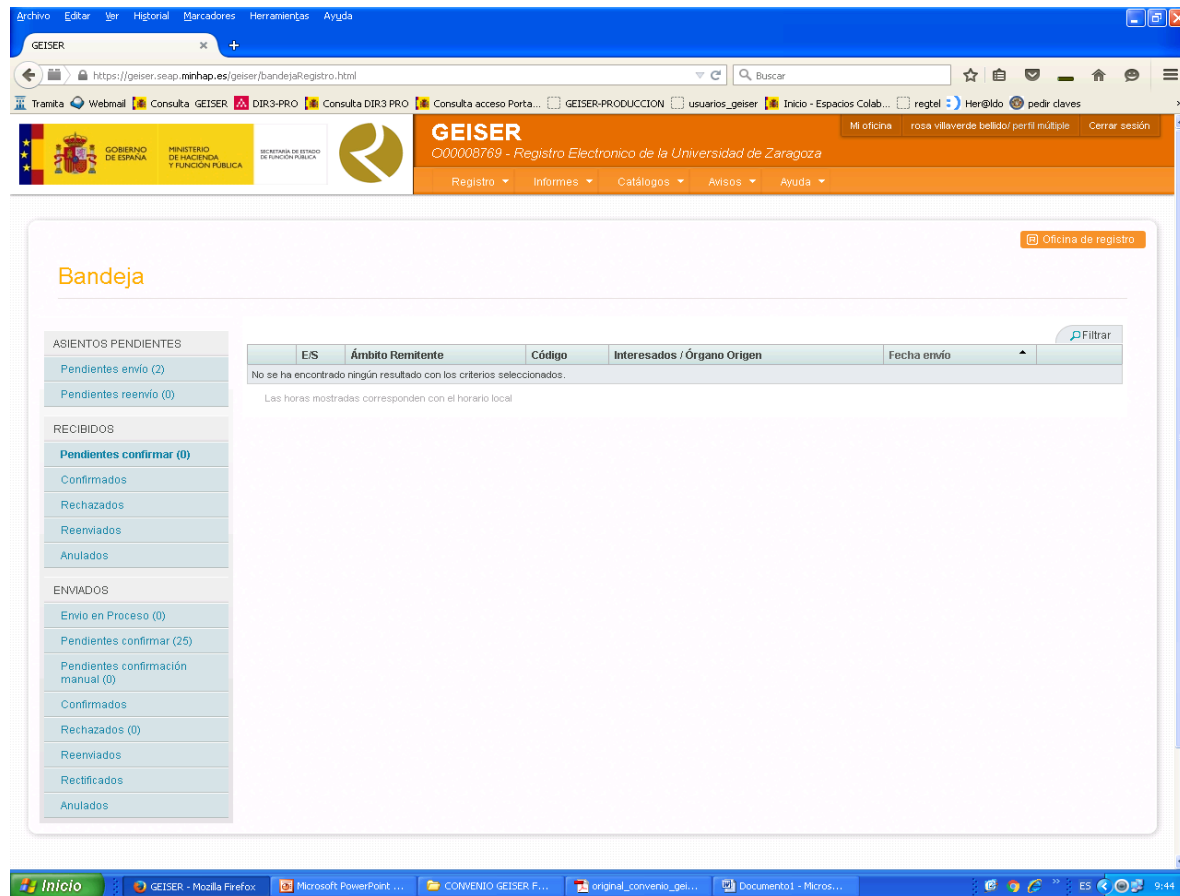 Archivo Editar Ver Historial Marcadores Herramientas Ayuda
GEISER
https://geiser.seap.minhap.es/geiser/bandejaRegistro.html
Buscar
Tramita Webmail Consulta GEISER DIR3-PRO Consulta DIR3 PRO Consulta acceso Porta... GEISER-PRODUCCION usuarios_geiser Inicio - Espacios Colab... regtel Her@ldo pedir claves
GOBIERNO DE ESPAÑA
MINISTERIO DE HACIENDA Y FUNCIÓN PÚBLICA
SECRETARÍA DE ESTADO DE FUNCIÓN PÚBLICA
GEISER
O00008769 - Registro Electronico de la Universidad de Zaragoza
Mi oficina rosa villaverde bellido/ perfil múltiple Cerrar sesión
Registro Informes Catálogos Avisos Ayuda
Oficina de registro
Bandeja
Filtrar
E/S Ámbito Remitente Código Interesados / Órgano Origen Fecha envío
No se ha encontrado ningún resultado con los criterios seleccionados.
Las horas mostradas corresponden con el horario local
ASIENTOS PENDIENTES
Pendientes envío (2)
Pendientes reenvío (0)
RECIBIDOS
Pendientes confirmar (0)
Confirmados
Rechazados
Reenviados
Anulados
ENVIADOS
Envio en Proceso (0)
Pendientes confirmar (25)
Pendientes confirmación
manual (0)
Confirmados
Rechazados (0)
Reenviados
Rectificados
Anulados
Inicio GEISER - Mozilla Firefox Microsoft PowerPoint ... CONVENIO GEISER F... original_convenio_gei... Documento1 - Micros... ES 9:44